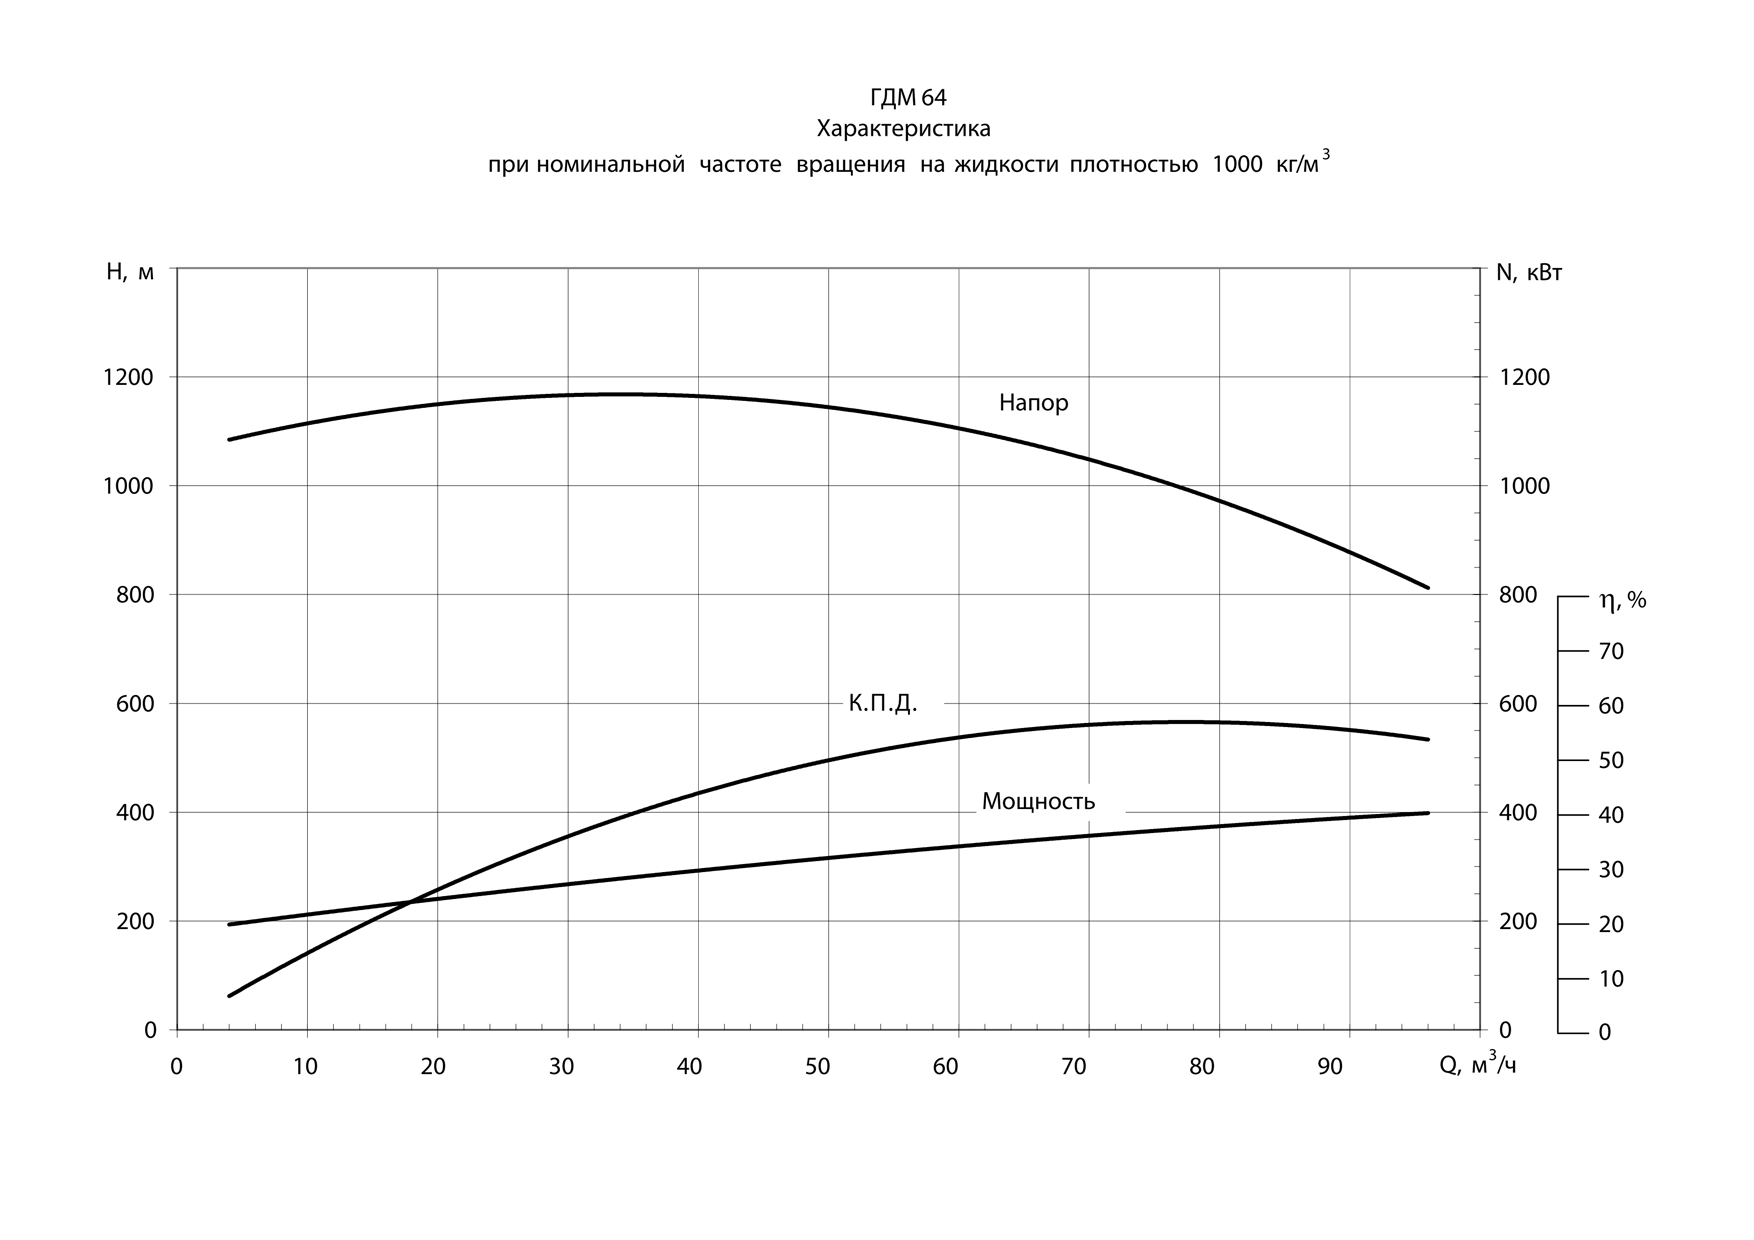 ГДМ 64
Характеристика
при номинальной частоте вращения на жидкости плотностью 1000 кг/м³
H, м
N, кВт
1200
1200
Напор
1000
1000
800
800
η, %
70
600
К.П.Д.
600
60
50
400
Мощность
400
40
30
200
200
20
10
0
0
0
0 10 20 30 40 50 60 70 80 90 Q, м³/ч